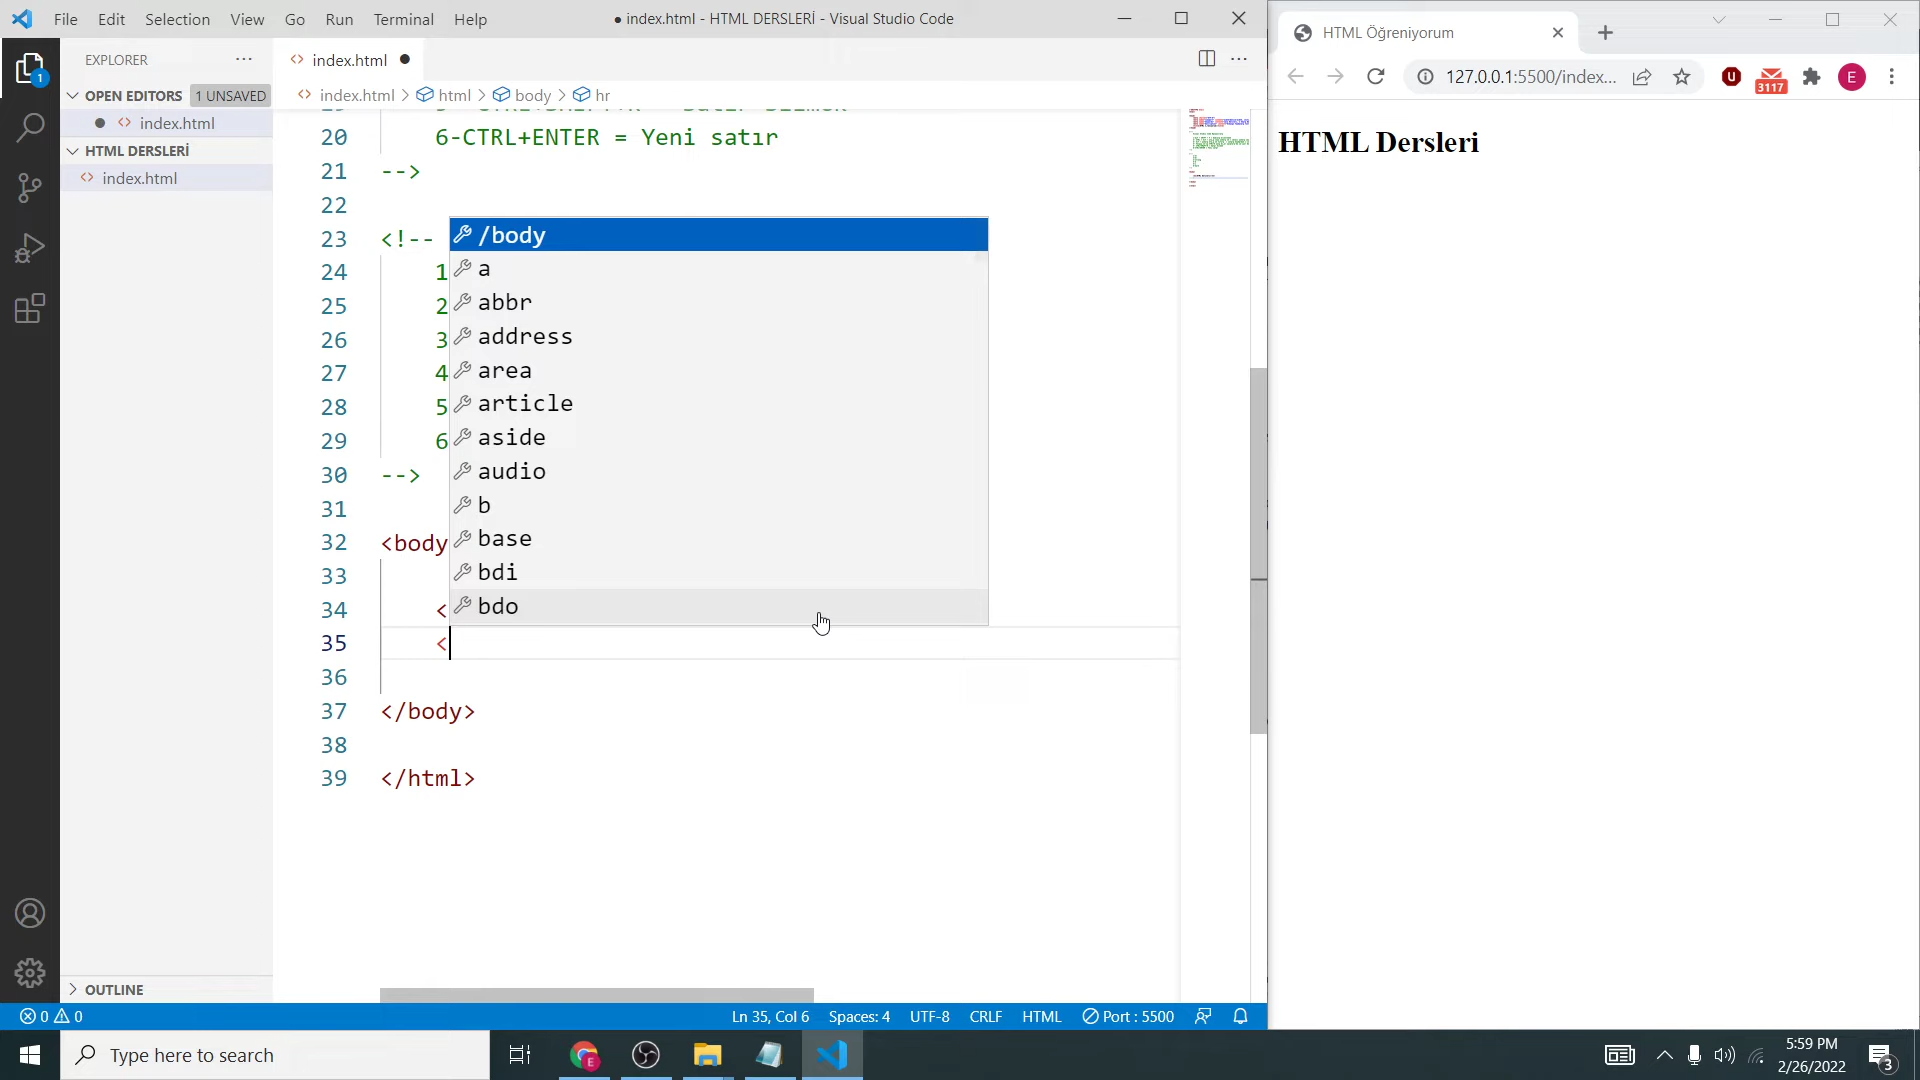 File Edit Selection View Go Run Terminal Help
● index.html - HTML DERSLERİ - Visual Studio Code
EXPLORER
OPEN EDITORS 1 UNSAVED
index.html
HTML DERSLERİ
index.html
OUTLINE
index.html
index.html > html > body > hr
20 6-CTRL+ENTER = Yeni satır
21 -->
22
23 <!--
24 1
25 2
26 3
27 4
28 5
29 6
30 -->
31
32 <body
33
34 <
35 <
36
37 </body>
38
39 </html>
/body
a
abbr
address
area
article
aside
audio
b
base
bdi
bdo
0 0
Ln 35, Col 6 Spaces: 4 UTF-8 CRLF HTML Port : 5500
HTML Öğreniyorum
127.0.0.1:5500/index...
3117
E
HTML Dersleri
1
Type here to search
5:59 PM
2/26/2022
3